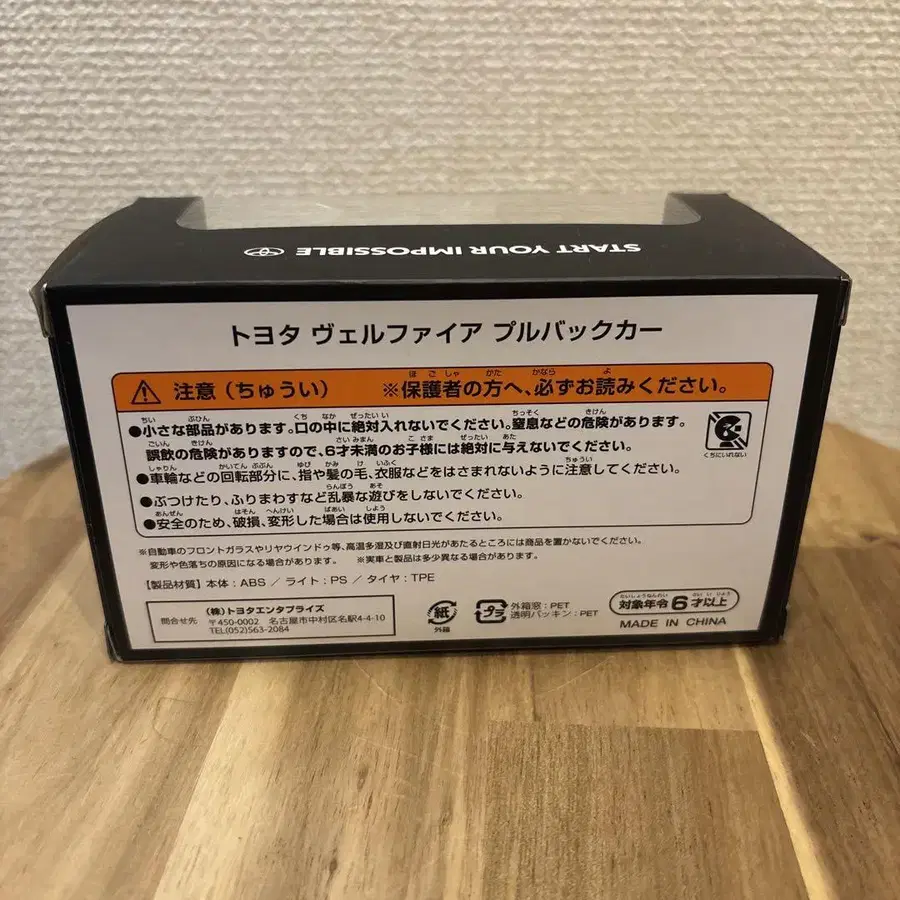 START YOUR IMPOSSIBLE
トヨタ ヴェルファイア プルバックカー
注意(ちゅうい) ※保護者の方へ、必ずお読みください。
●小さな部品があります。口の中に絶対入れないでください。窒息などの危険があります。
誤飲の危険がありますので、6才未満のお子様には絶対に与えないでください。
くちにいれない
●車輪などの回転部分に、指や髪の毛、衣服などをはさまれないように注意してください。
●ぶつけたり、ふりまわすなど乱暴な遊びをしないでください。
●安全のため、破損、変形した場合は使用しないでください。
※自動車のフロントガラスやリヤウインドゥ等、高温多湿及び直射日光があたるところには商品を置かないでください。
変形や色落ちの原因になる場合があります。 ※実車と製品は多少異なる場合があります。
【製品材質】本体:ABS / ライト:PS / タイヤ:TPE
問合せ先
(株)トヨタエンタプライズ
〒450-0002 名古屋市中村区名駅4-4-10
TEL(052)563-2084
紙
外箱
プラ
外箱窓:PET
透明パッキン:PET
対象年令6才以上
MADE IN CHINA